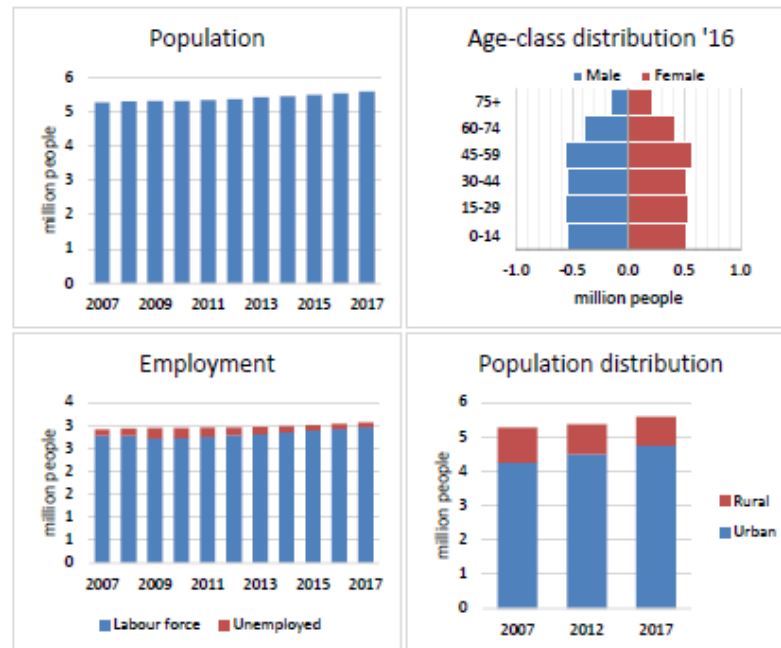 Population
6
5
5
4
4
3
3
2
2
1
1
0
million people
2007 2009 2011 2013 2015 2017
Age-class distribution '16
Male Female
75+
60-74
45-59
30-44
15-29
0-14
-1.0 -0.5 0.0 0.5 1.0
million people
Employment
4
3
3
2
2
1
1
0
million people
2007 2009 2011 2013 2015 2017
Labour force Unemployed
Population distribution
6
5
4
3
2
1
0
million people
2007 2012 2017
Rural
Urban